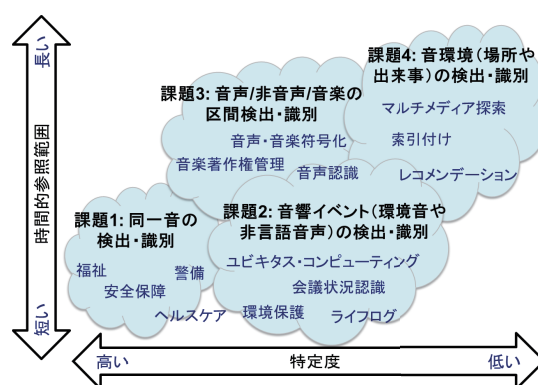 長い
時間的参照範囲
短い
課題4: 音環境(場所や
出来事)の検出・識別
マルチメディア探索
索引付け
レコメンデーション
課題3: 音声/非音声/音楽の
区間検出・識別
音声・音楽符号化
音楽著作権管理
音声認識
課題1: 同一音の
検出・識別
福祉
警備
安全保障
ヘルスケア
課題2: 音響イベント(環境音や
非言語音声)の検出・識別
ユビキタス・コンピューティング
会議状況認識
環境保護
ライフログ
高い
特定度
低い